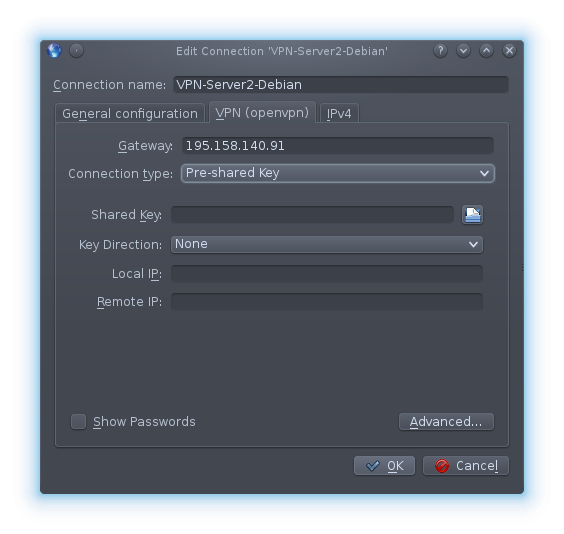 Edit Connection 'VPN-Server2-Debian'
Connection name: VPN-Server2-Debian
General configuration VPN (openvpn) IPv4
Gateway: 195.158.140.91
Connection type: Pre-shared Key
Shared Key:
Key Direction: None
Local IP:
Remote IP:
Show Passwords Advanced...
OK Cancel